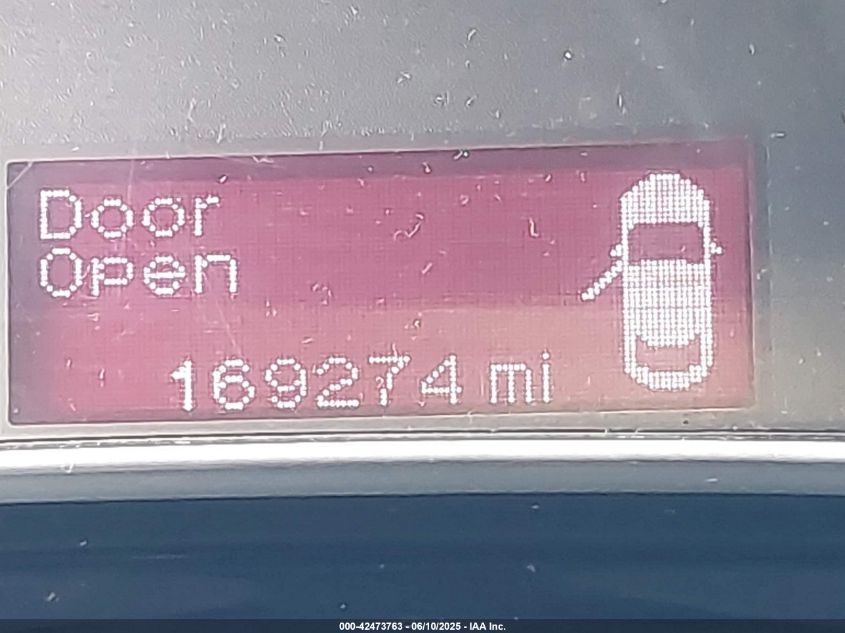 Door
Open
169274 mi
000-42473763 - 06/10/2025 - IAA Inc.